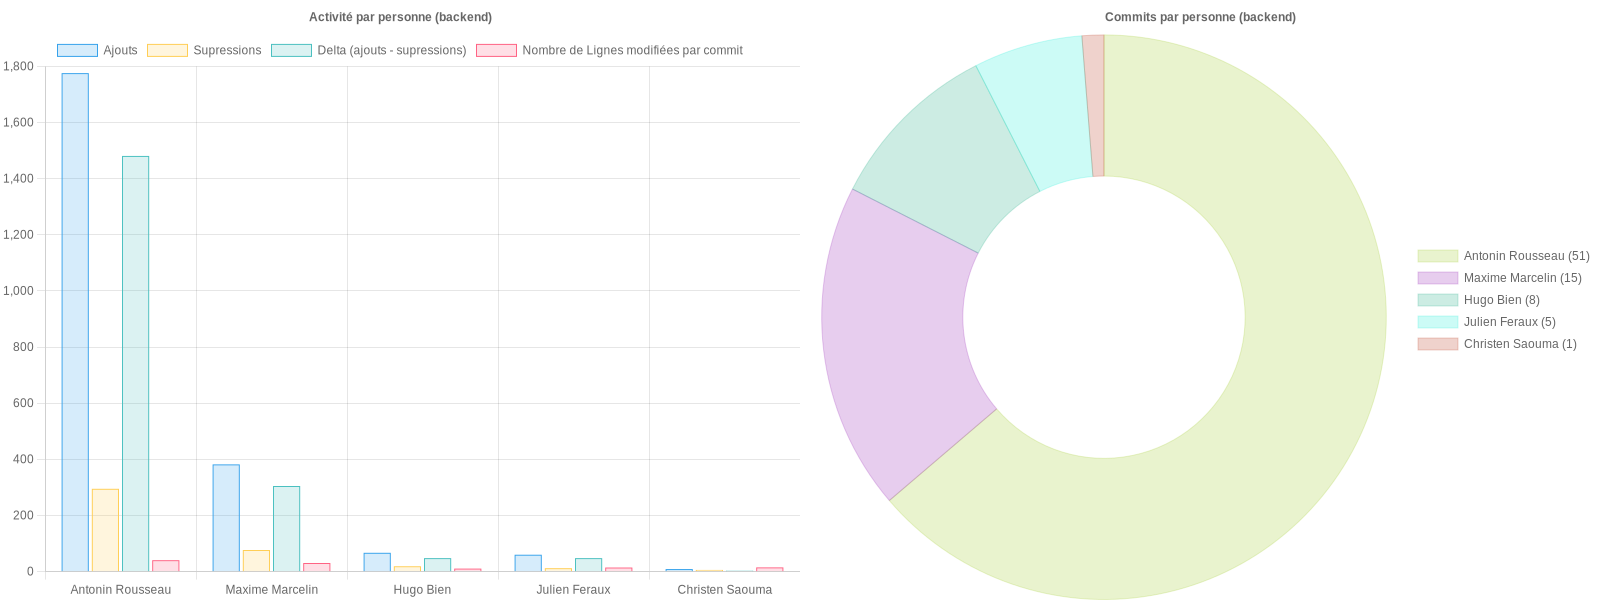 Activité par personne (backend)
Ajouts
Supressions
Delta (ajouts - supressions)
Nombre de Lignes modifiées par commit
1,800
1,600
1,400
1,200
1,000
800
600
400
200
0
Antonin Rousseau
Maxime Marcelin
Hugo Bien
Julien Feraux
Christen Saouma
Commits par personne (backend)
Antonin Rousseau (51)
Maxime Marcelin (15)
Hugo Bien (8)
Julien Feraux (5)
Christen Saouma (1)